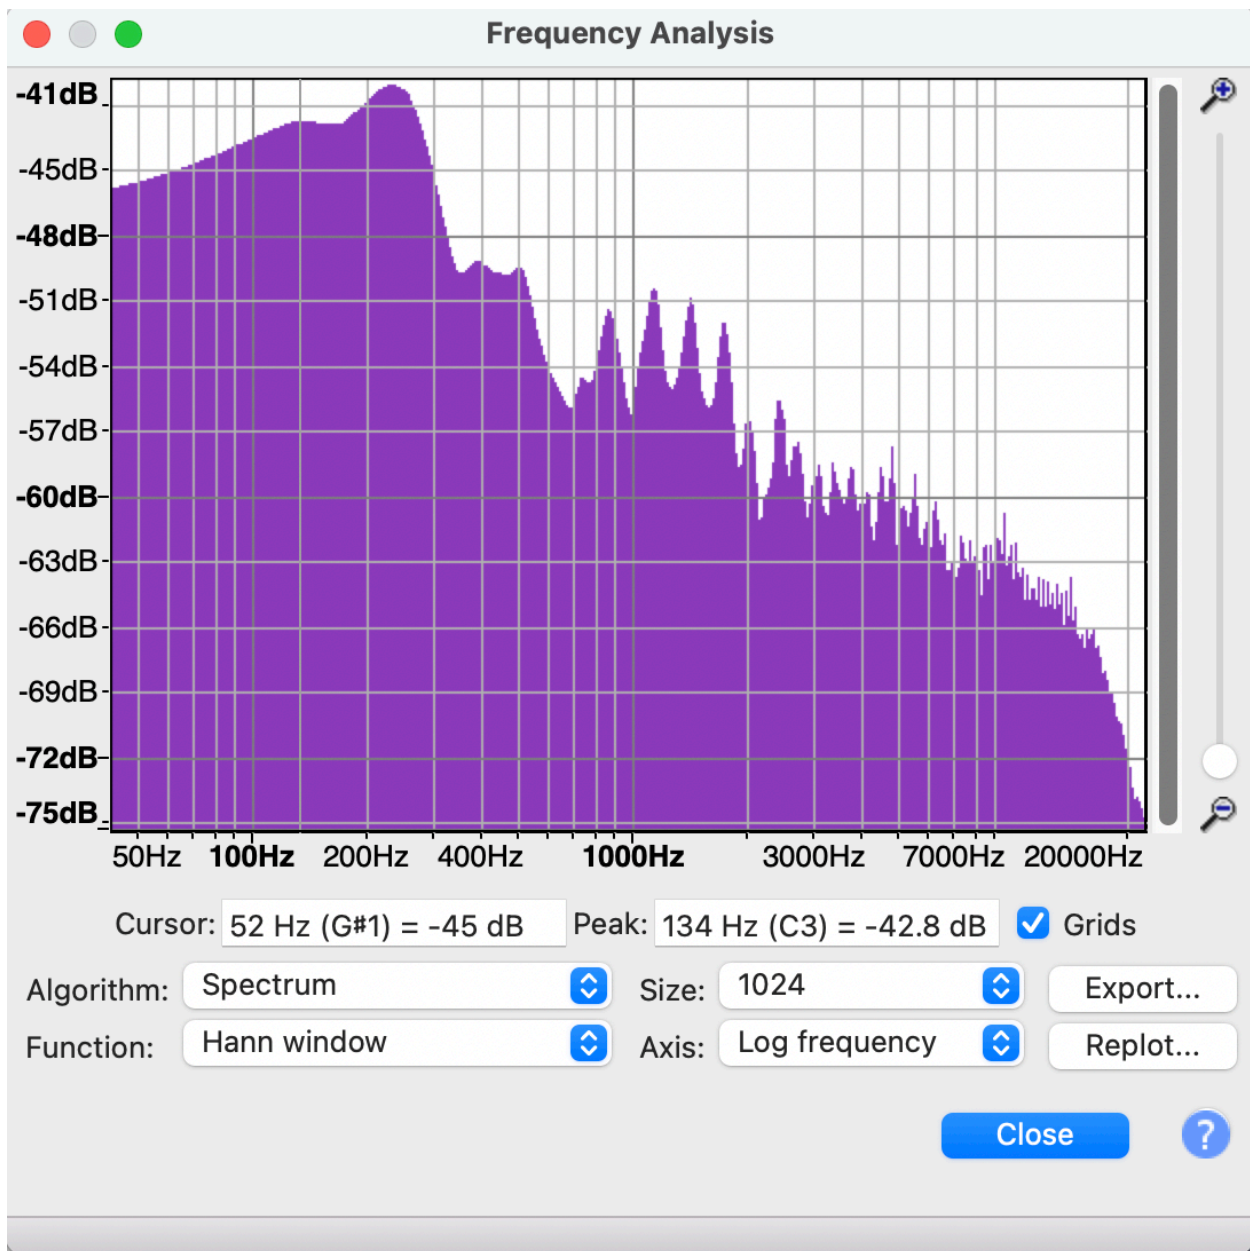 Frequency Analysis
-41dB
-45dB
-48dB
-51dB
-54dB
-57dB
-60dB
-63dB
-66dB
-69dB
-72dB
-75dB
50Hz 100Hz 200Hz 400Hz 1000Hz 3000Hz 7000Hz 20000Hz
Cursor: 52 Hz (G#1) = -45 dB Peak: 134 Hz (C3) = -42.8 dB Grids
Algorithm: Spectrum Size: 1024 Export...
Function: Hann window Axis: Log frequency Replot...
Close ?